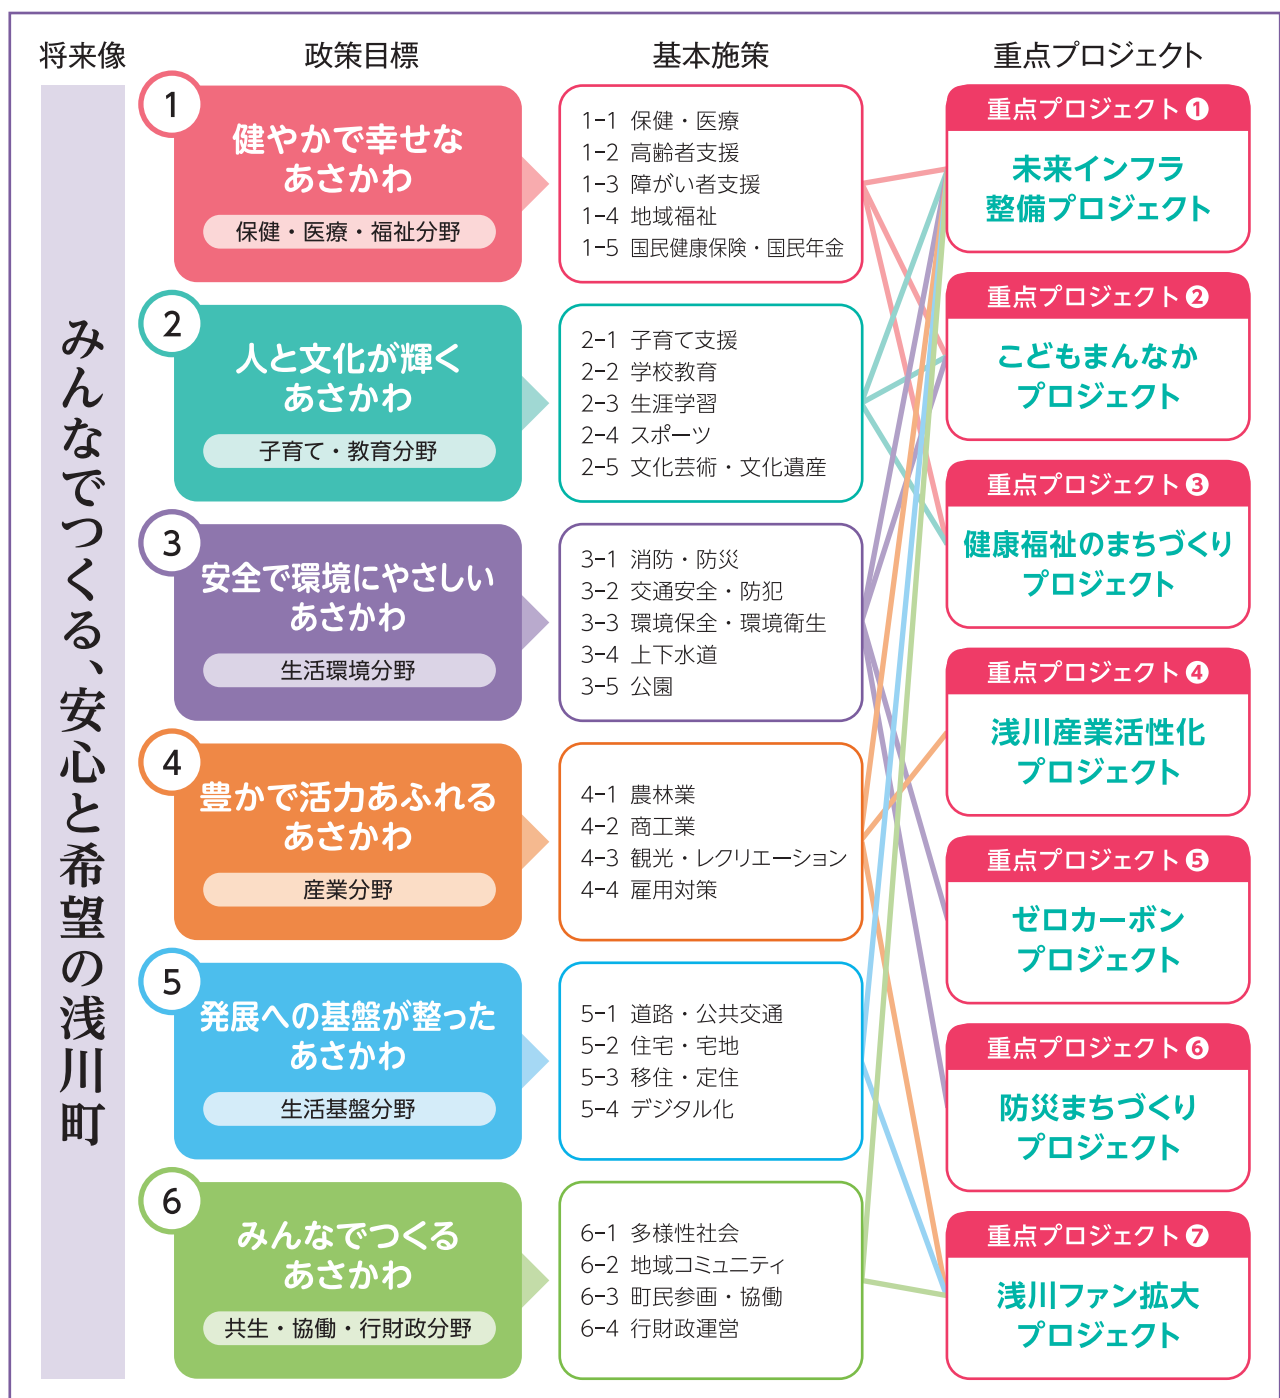 将来像
政策目標
基本施策
重点プロジェクト
みんなでつくる、安心と希望の浅川町
1
健やかで幸せな
あさかわ
保健・医療・福祉分野
1-1 保健・医療
1-2 高齢者支援
1-3 障がい者支援
1-4 地域福祉
1-5 国民健康保険・国民年金
2
人と文化が輝く
あさかわ
子育て・教育分野
2-1 子育て支援
2-2 学校教育
2-3 生涯学習
2-4 スポーツ
2-5 文化芸術・文化遺産
3
安全で環境にやさしい
あさかわ
生活環境分野
3-1 消防・防災
3-2 交通安全・防犯
3-3 環境保全・環境衛生
3-4 上下水道
3-5 公園
4
豊かで活力あふれる
あさかわ
産業分野
4-1 農林業
4-2 商工業
4-3 観光・レクリエーション
4-4 雇用対策
5
発展への基盤が整った
あさかわ
生活基盤分野
5-1 道路・公共交通
5-2 住宅・宅地
5-3 移住・定住
5-4 デジタル化
6
みんなでつくる
あさかわ
共生・協働・行財政分野
6-1 多様性社会
6-2 地域コミュニティ
6-3 町民参画・協働
6-4 行財政運営
重点プロジェクト❶
未来インフラ
整備プロジェクト
重点プロジェクト❷
こどもまんなか
プロジェクト
重点プロジェクト❸
健康福祉のまちづくり
プロジェクト
重点プロジェクト❹
浅川産業活性化
プロジェクト
重点プロジェクト❺
ゼロカーボン
プロジェクト
重点プロジェクト❻
防災まちづくり
プロジェクト
重点プロジェクト❼
浅川ファン拡大
プロジェクト